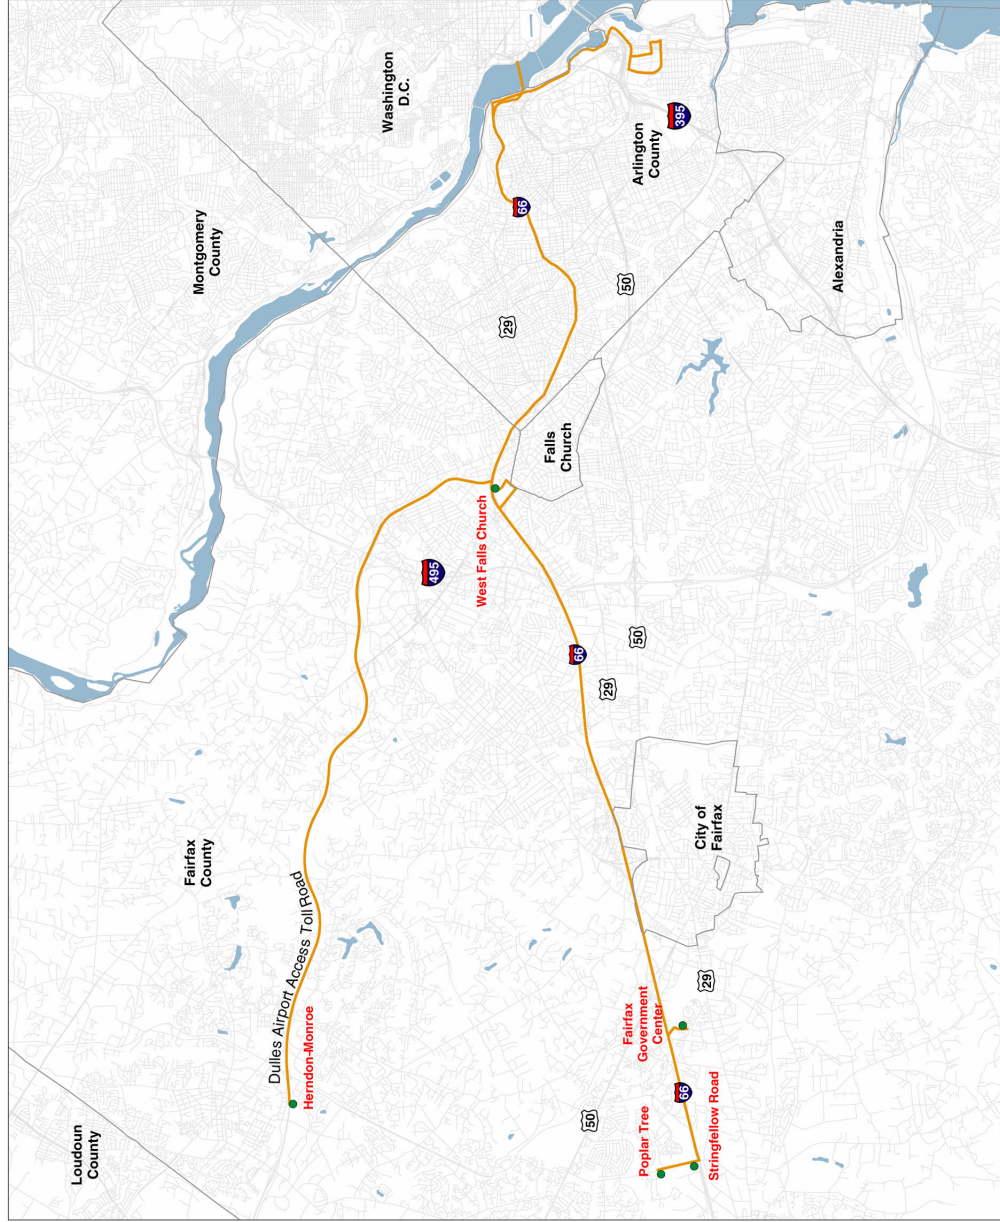 Loudoun
County
Fairfax
County
Montgomery
County
Washington
D.C.
Dulles Airport Access Toll Road
Herndon-Monroe
495
West Falls Church
Falls
Church
29
50
66
Arlington
County
395
Alexandria
66
50
29
City of
Fairfax
29
Fairfax
Government
Center
50
66
Poplar Tree
Stringfellow Road